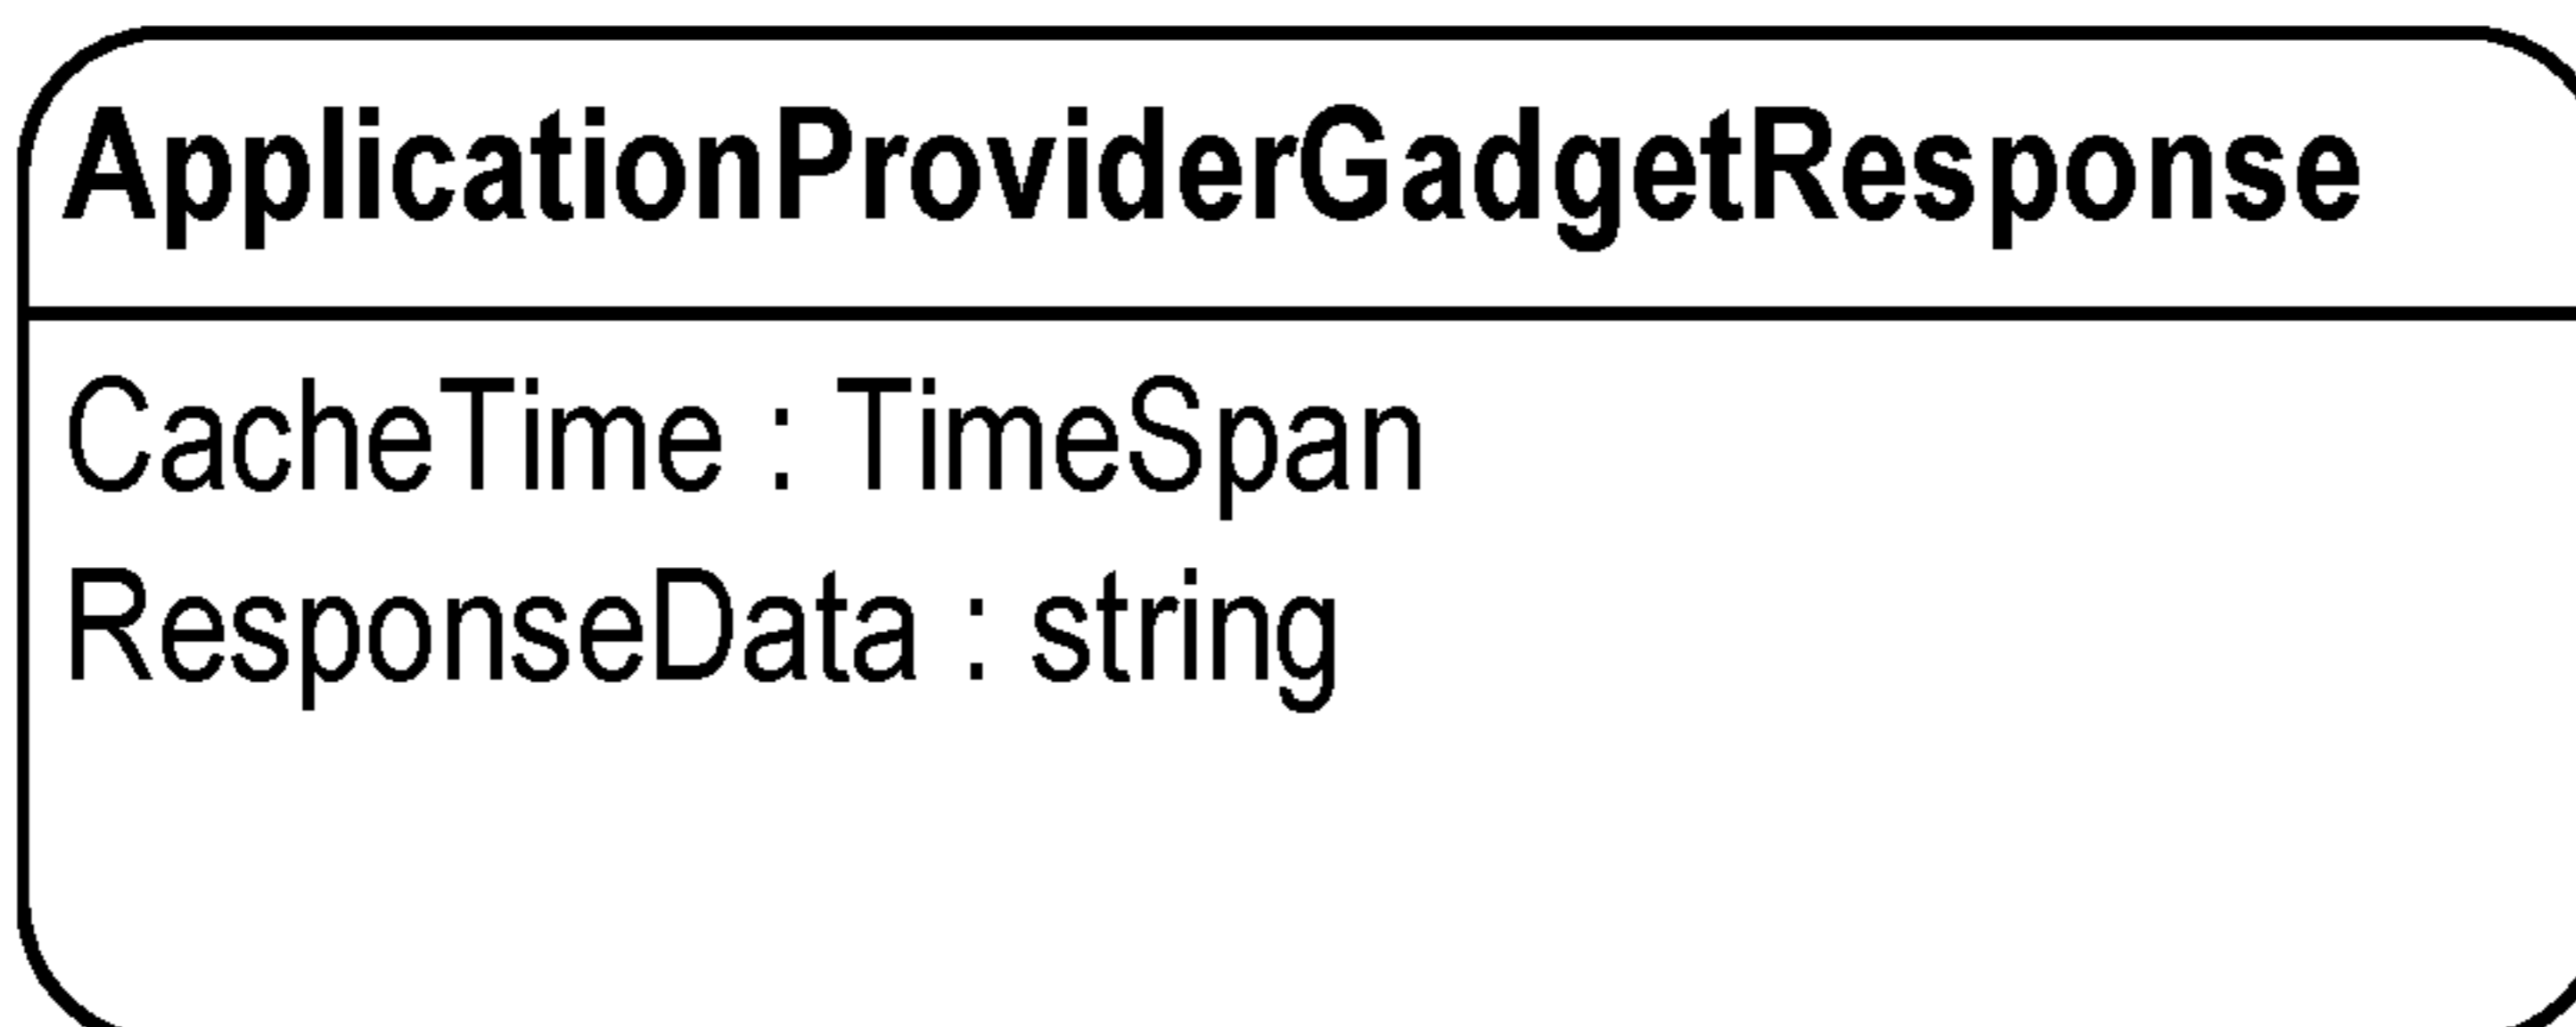 ApplicationProviderGadgetResponse
CacheTime : TimeSpan
ResponseData : string